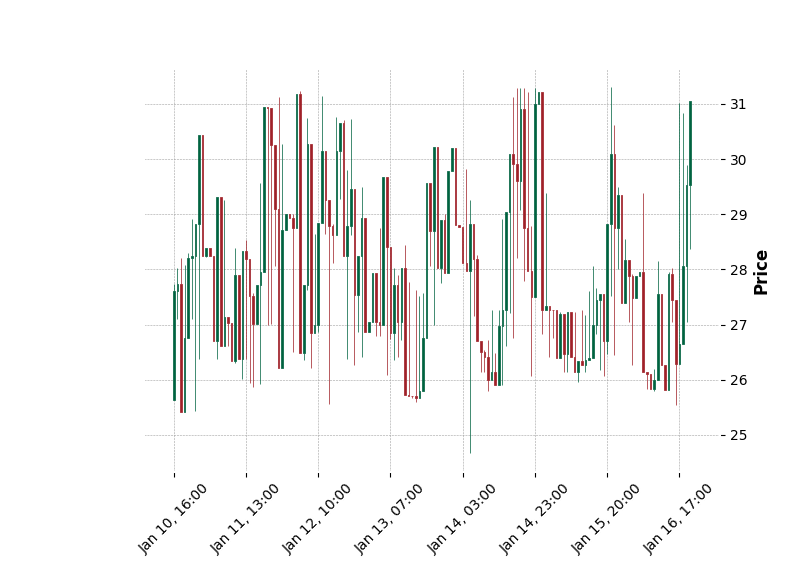 31
30
29
28
27
26
25
Price
Jan 10, 16:00
Jan 11, 13:00
Jan 12, 10:00
Jan 13, 07:00
Jan 14, 03:00
Jan 14, 23:00
Jan 15, 20:00
Jan 16, 17:00